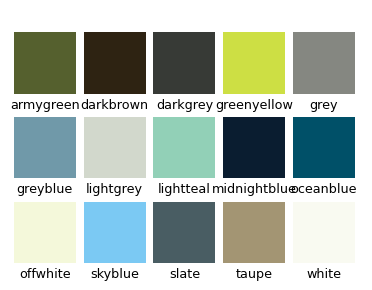 armygreen darkbrown darkgrey greenyellow grey
greyblue lightgrey lightteal midnightblue oceanblue
offwhite skyblue slate taupe white